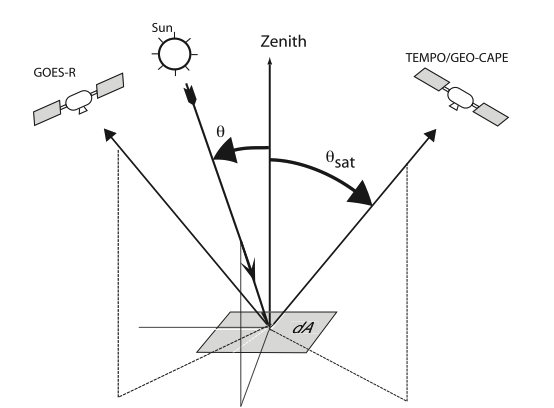 Sun
Zenith
GOES-R
TEMPO/GEO-CAPE
θ
θsat
dA